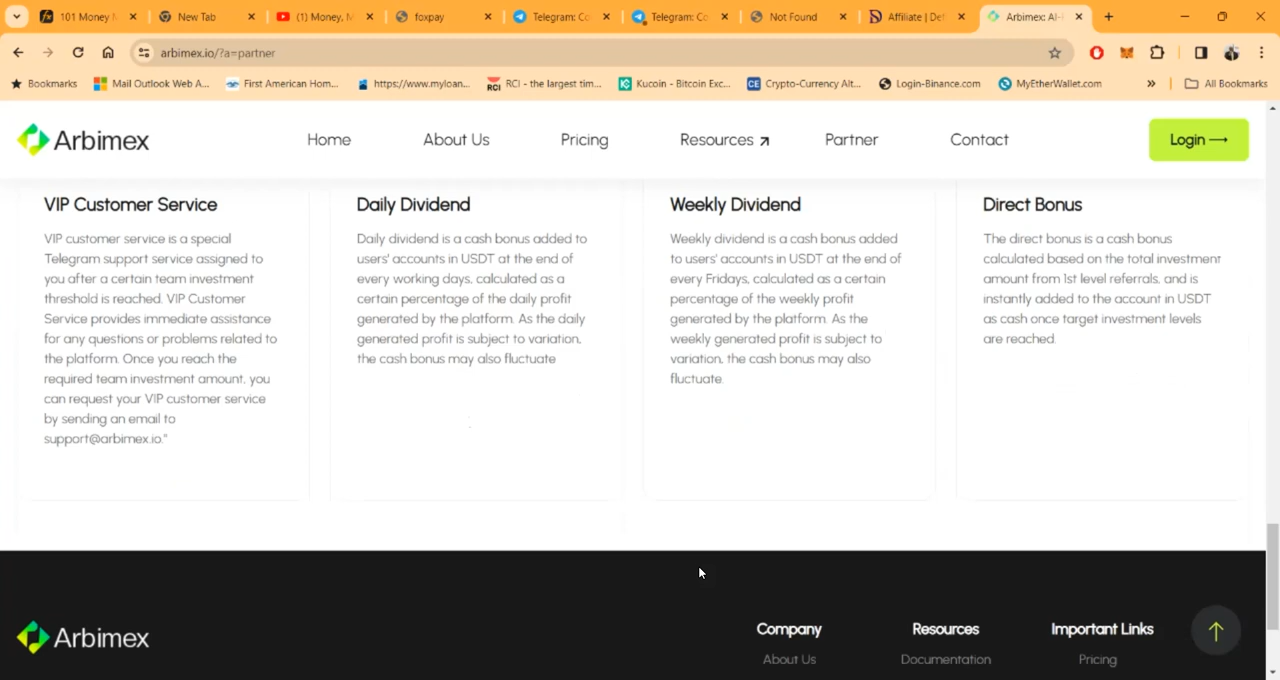 101 Money M
New Tab
(1) Money, M
foxpay
Telegram: Co
Telegram: Co
Not Found
Affiliate | Def
Arbimex: AI-
arbimex.io/?a=partner
Bookmarks
Mail Outlook Web A...
First American Hom...
https://www.myloan...
RCI - the largest tim...
Kucoin - Bitcoin Exc...
Crypto-Currency Alt...
Login-Binance.com
MyEtherWallet.com
All Bookmarks
Arbimex
Home
About Us
Pricing
Resources
Partner
Contact
Login
VIP Customer Service
VIP customer service is a special
Telegram support service assigned to
you after a certain team investment
threshold is reached. VIP Customer
Service provides immediate assistance
for any questions or problems related to
the platform. Once you reach the
required team investment amount, you
can request your VIP customer service
by sending an email to
support@arbimex.io."
Daily Dividend
Daily dividend is a cash bonus added to
users' accounts in USDT at the end of
every working days, calculated as a
certain percentage of the daily profit
generated by the platform. As the daily
generated profit is subject to variation,
the cash bonus may also fluctuate
Weekly Dividend
Weekly dividend is a cash bonus added
to users' accounts in USDT at the end of
every Fridays, calculated as a certain
percentage of the weekly profit
generated by the platform. As the
weekly generated profit is subject to
variation, the cash bonus may also
fluctuate.
Direct Bonus
The direct bonus is a cash bonus
calculated based on the total investment
amount from 1st level referrals, and is
instantly added to the account in USDT
as cash once target investment levels
are reached.
Arbimex
Company
Resources
Important Links
About Us
Documentation
Pricing